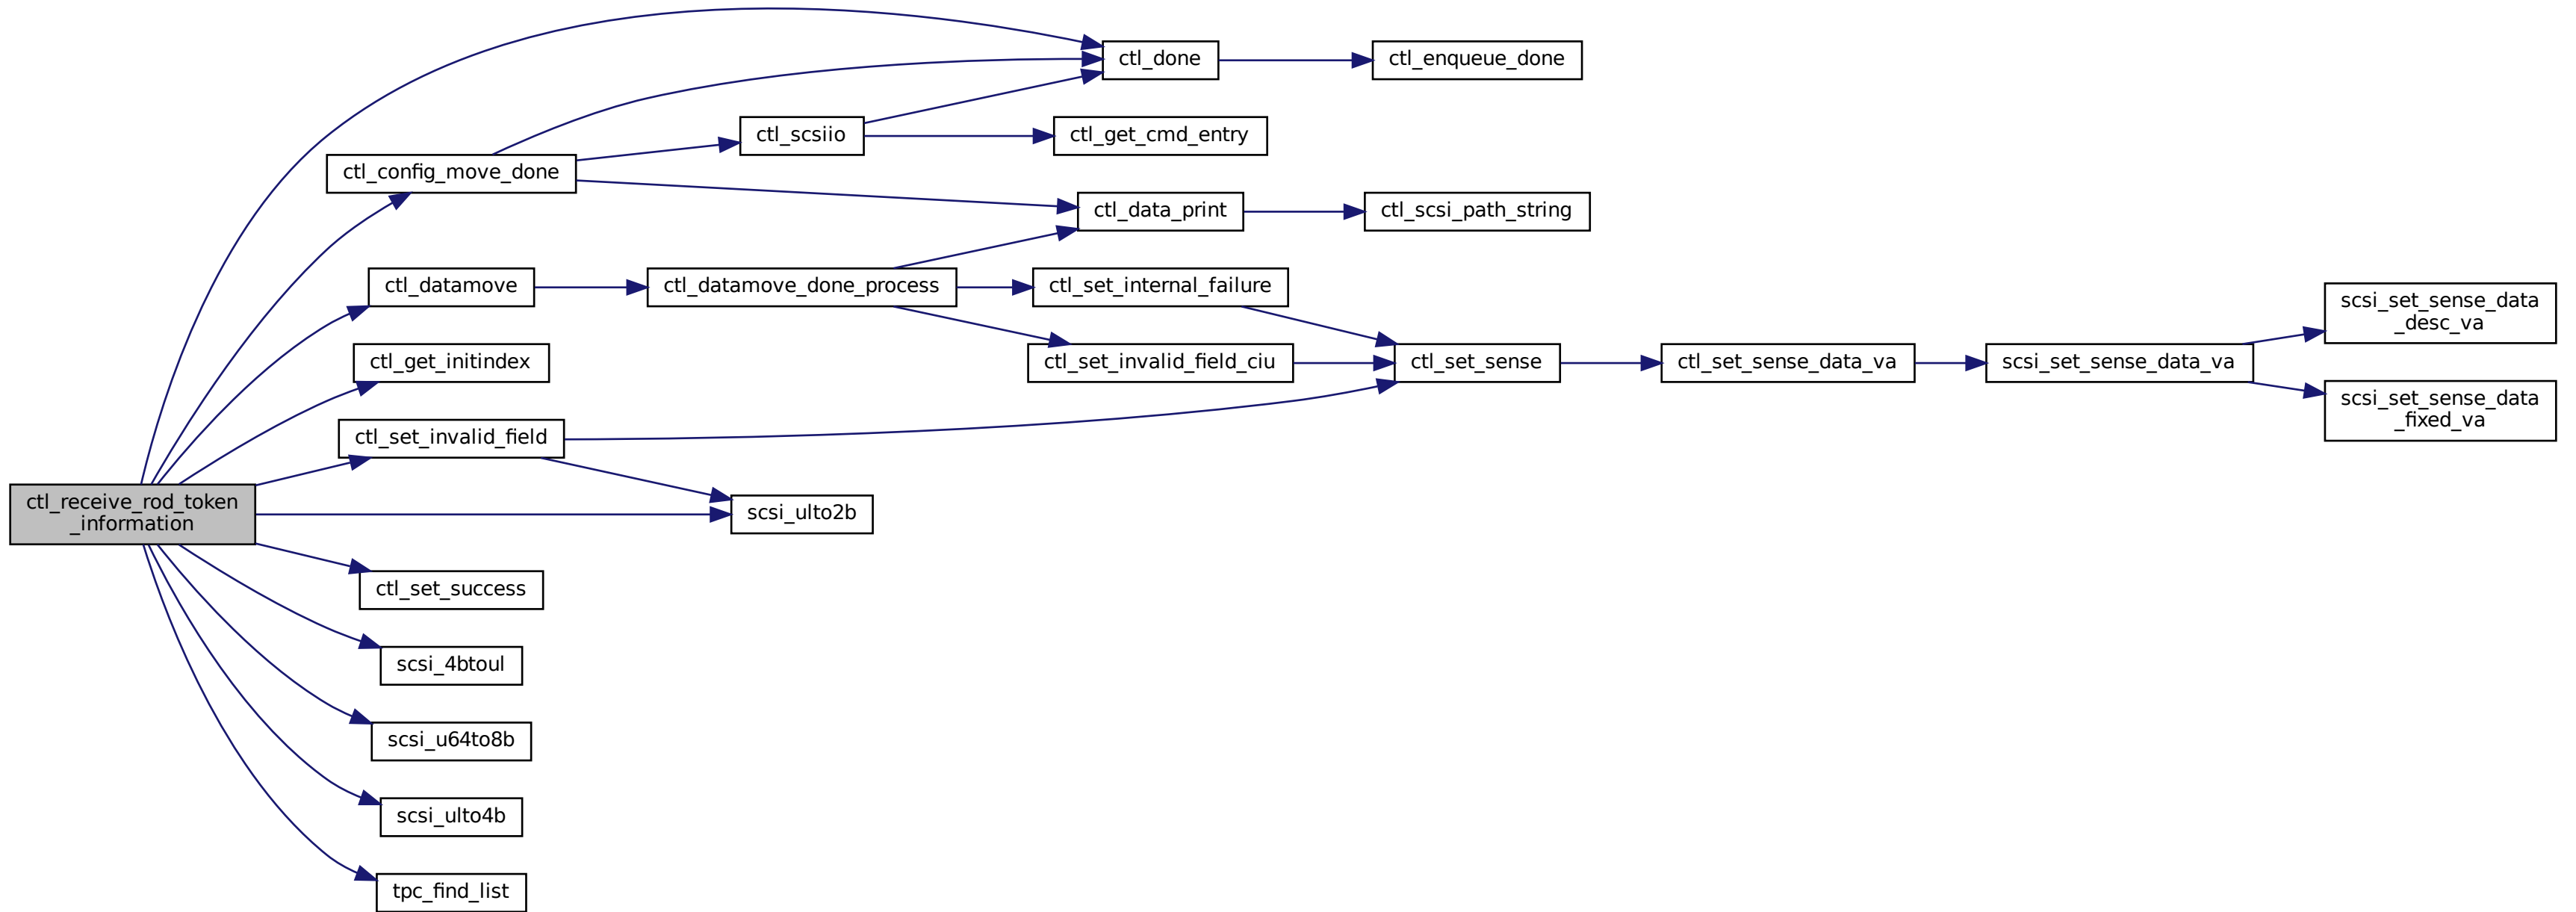 ctl_done
ctl_enqueue_done
ctl_scsiio
ctl_get_cmd_entry
ctl_config_move_done
ctl_data_print
ctl_scsi_path_string
ctl_datamove
ctl_datamove_done_process
ctl_set_internal_failure
scsi_set_sense_data
_desc_va
ctl_get_initindex
ctl_set_invalid_field_ciu
ctl_set_sense
ctl_set_sense_data_va
scsi_set_sense_data_va
scsi_set_sense_data
_fixed_va
ctl_set_invalid_field
ctl_receive_rod_token
_information
scsi_ulto2b
ctl_set_success
scsi_4btoul
scsi_u64to8b
scsi_ulto4b
tpc_find_list